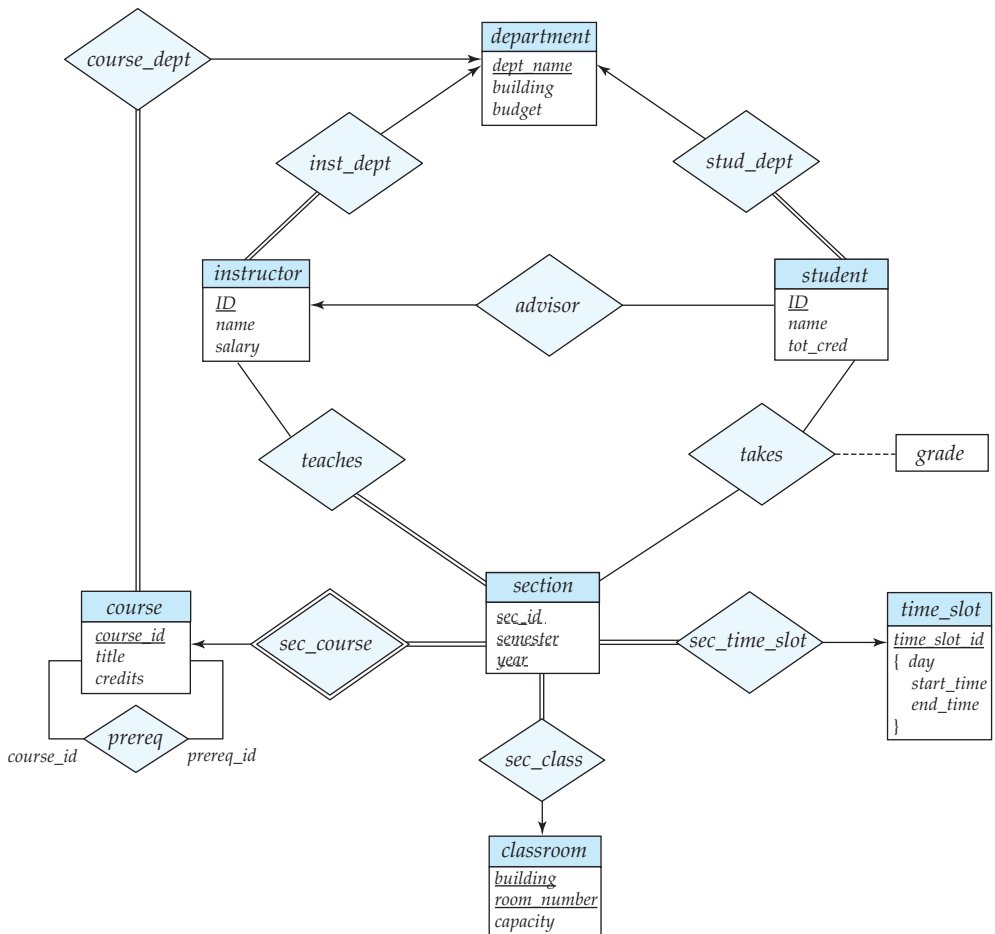 department
course_dept
dept_name
building
budget
inst_dept
stud_dept
instructor
ID
name
salary
advisor
student
ID
name
tot_cred
teaches
takes
grade
section
sec_id
semester
year
course
course_id
title
credits
sec_course
sec_time_slot
time_slot
time_slot_id
{ day
start_time
end_time
}
prereq
course_id
prereq_id
sec_class
classroom
building
room_number
capacity